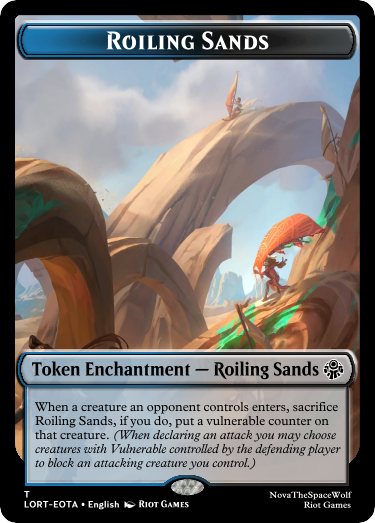 Roiling Sands
Token Enchantment — Roiling Sands
When a creature an opponent controls enters, sacrifice
Roiling Sands, if you do, put a vulnerable counter on
that creature. (When declaring an attack you may choose
creatures with Vulnerable controlled by the defending player
to block an attacking creature you control.)
T
LORT-EOTA • English Riot Games
NovaTheSpaceWolf
Riot Games